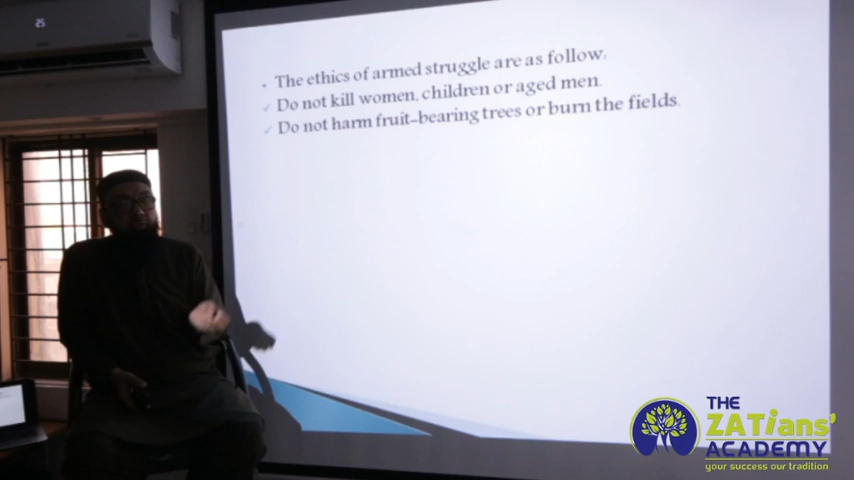 The ethics of armed struggle are as follow.
Do not kill women, children or aged men.
Do not harm fruit-bearing trees or burn the fields.
THE
ZATians'
ACADEMY
your success our tradition